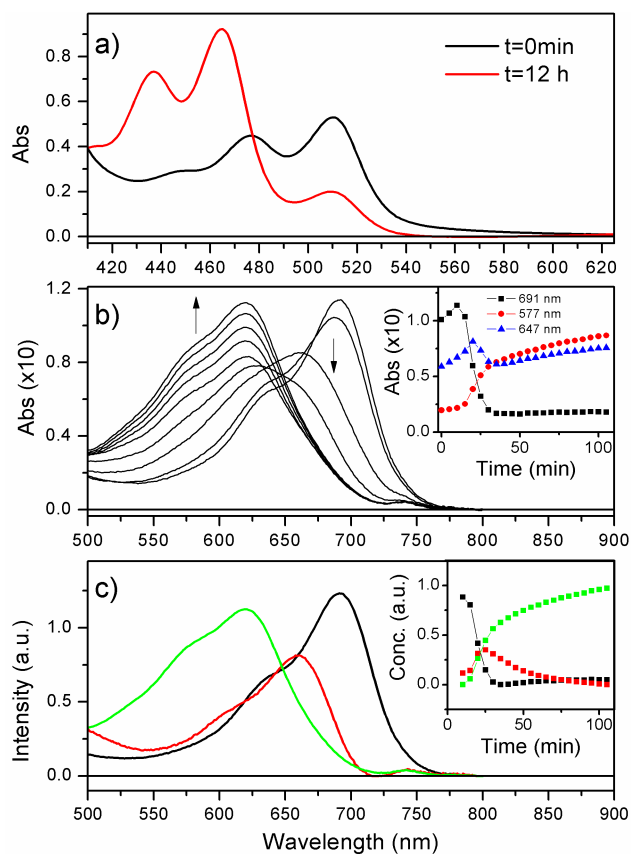 a)
t=0min
t=12 h
Abs
0.8
0.6
0.4
0.2
0.0
420 440 460 480 500 520 540 560 580 600 620
b)
Abs (x10)
1.2
0.8
0.4
0.0
500 550 600 650 700 750 800 850 900
691 nm
577 nm
647 nm
Abs (x10)
1.0
0.5
0.0
0 50 100
Time (min)
c)
Intensity (a.u.)
1.0
0.5
0.0
500 550 600 650 700 750 800 850 900
Wavelength (nm)
Conc. (a.u.)
1.0
0.5
0.0
0 50 100
Time (min)